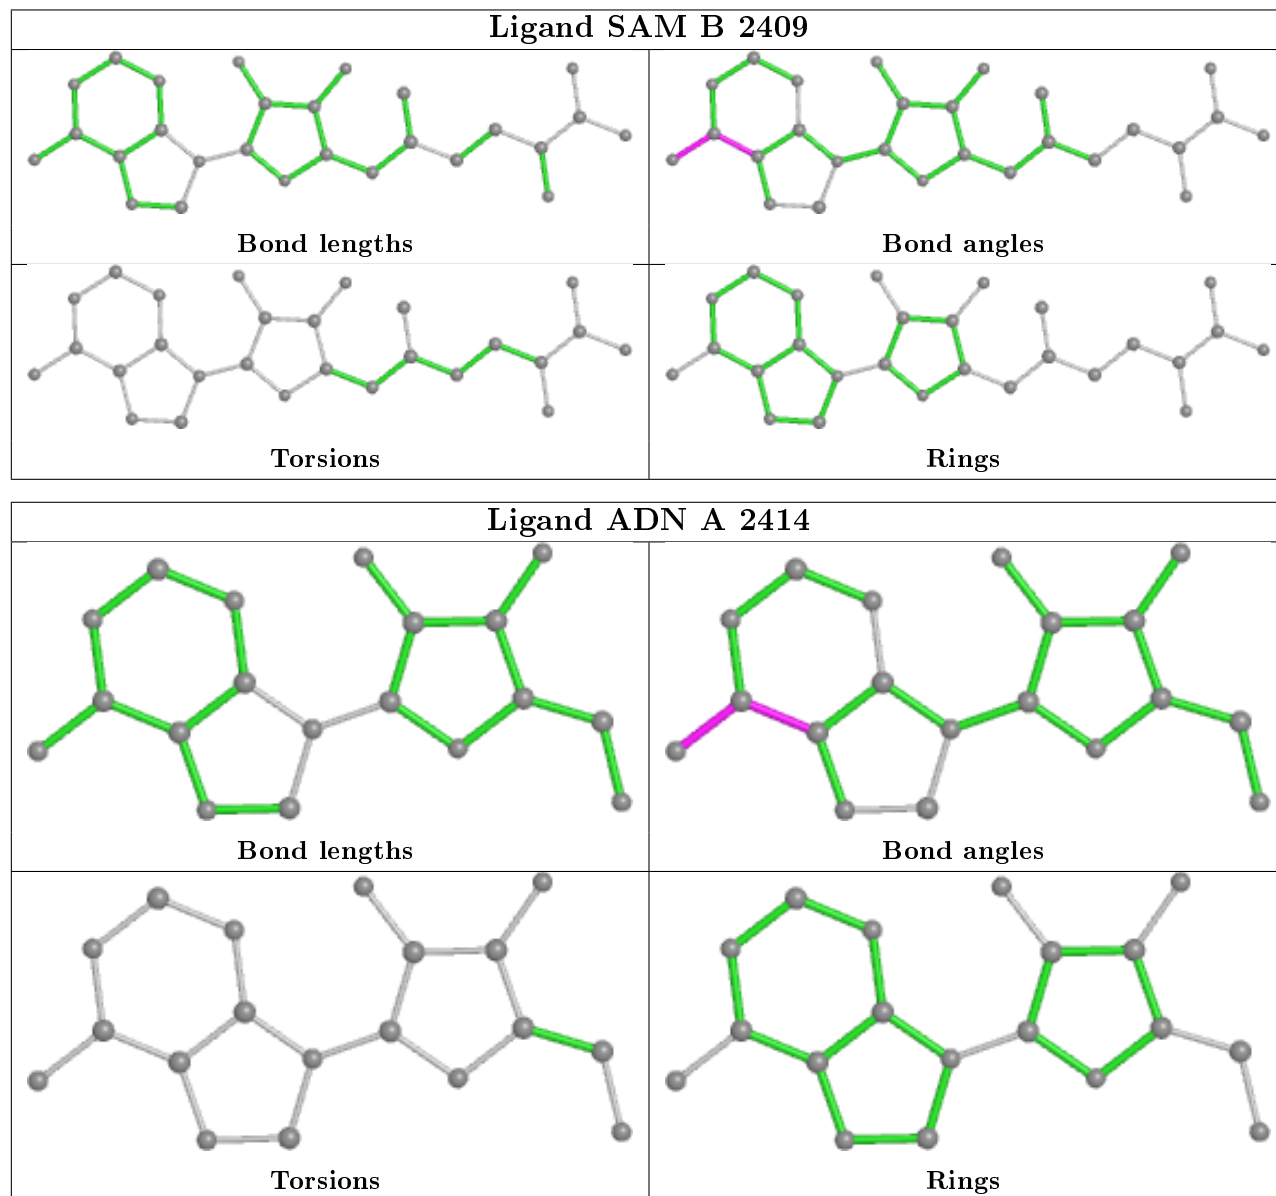 Ligand SAM B 2409
Bond lengths
Bond angles
Torsions
Rings
Ligand ADN A 2414
Bond lengths
Bond angles
Torsions
Rings